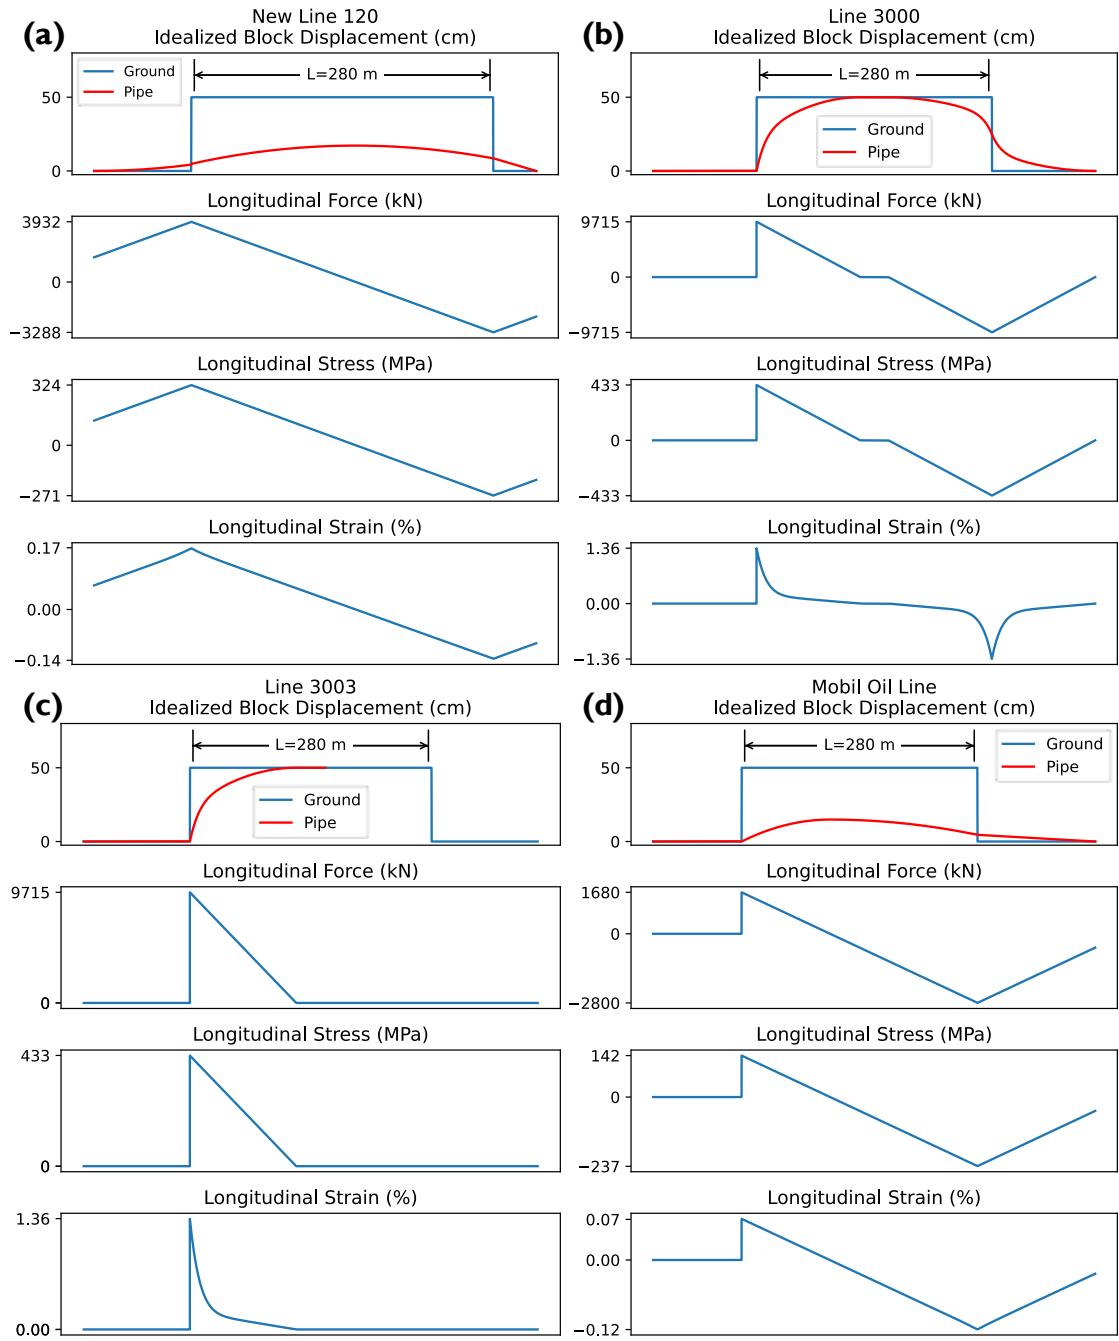 (a)
New Line 120
Idealized Block Displacement (cm)
Ground
Pipe
L=280 m
50
0
Longitudinal Force (kN)
3932
0
−3288
Longitudinal Stress (MPa)
324
0
−271
Longitudinal Strain (%)
0.17
0.00
−0.14
(b)
Line 3000
Idealized Block Displacement (cm)
L=280 m
50
Ground
Pipe
0
Longitudinal Force (kN)
9715
0
−9715
Longitudinal Stress (MPa)
433
0
−433
Longitudinal Strain (%)
1.36
0.00
−1.36
(c)
Line 3003
Idealized Block Displacement (cm)
L=280 m
50
Ground
Pipe
0
Longitudinal Force (kN)
9715
0
Longitudinal Stress (MPa)
433
0
Longitudinal Strain (%)
1.36
0.00
(d)
Mobil Oil Line
Idealized Block Displacement (cm)
L=280 m
Ground
Pipe
50
0
Longitudinal Force (kN)
1680
0
−2800
Longitudinal Stress (MPa)
142
0
−237
Longitudinal Strain (%)
0.07
0.00
−0.12